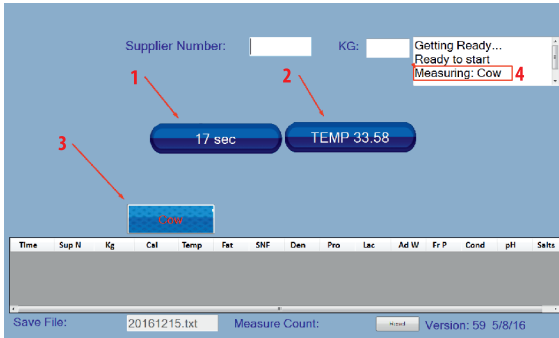 Supplier Number: KG: Getting Ready...
Ready to start
Measuring: Cow 4
1 2
17 sec TEMP 33.58
3
Cow
Time Sup N Kg Cal Temp Fat SNF Den Pro Lac Ad W Fr P Cond pH Salts
Save File: 20161215.txt Measure Count: Reset Version: 59 5/8/16